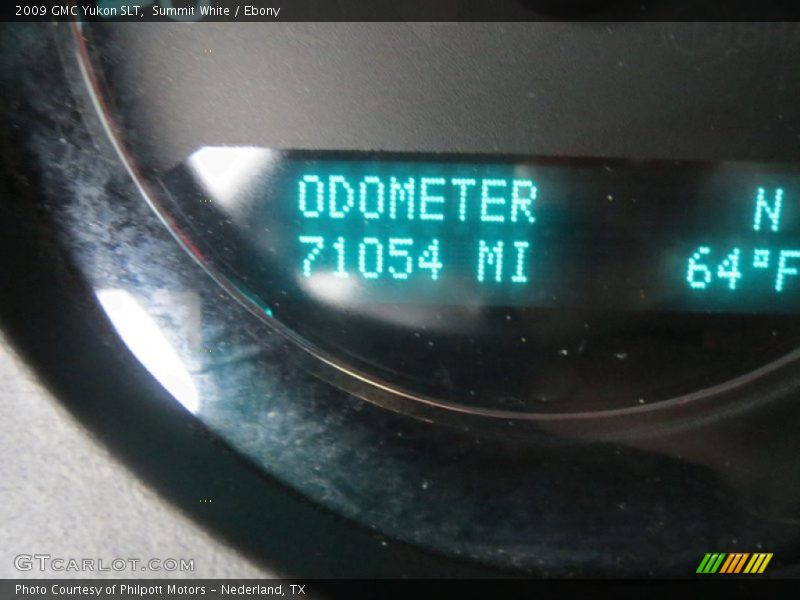 2009 GMC Yukon SLT,  Summit White / Ebony
ODOMETER N
71054 MI 64°F
GTCARLOT.COM
Photo Courtesy of Philpott Motors - Nederland, TX